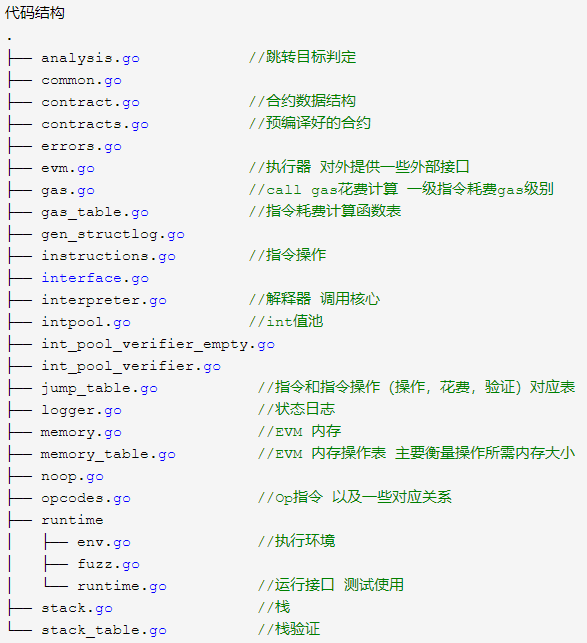 代码结构
.
├── analysis.go            //跳转目标判定
├── common.go
├── contract.go            //合约数据结构
├── contracts.go           //预编译好的合约
├── errors.go
├── evm.go                 //执行器 对外提供一些外部接口
├── gas.go                 //call gas花费计算 一级指令耗费gas级别
├── gas_table.go           //指令耗费计算函数表
├── gen_structlog.go
├── instructions.go        //指令操作
├── interface.go
├── interpreter.go         //解释器 调用核心
├── intpool.go             //int值池
├── int_pool_verifier_empty.go
├── int_pool_verifier.go
├── jump_table.go           //指令和指令操作（操作，花费，验证）对应表
├── logger.go               //状态日志
├── memory.go               //EVM 内存
├── memory_table.go         //EVM 内存操作表 主要衡量操作所需内存大小
├── noop.go
├── opcodes.go              //Op指令 以及一些对应关系
├── runtime
│   ├── env.go              //执行环境
│   ├── fuzz.go
│   └── runtime.go          //运行接口 测试使用
├── stack.go                //栈
└── stack_table.go          //栈验证